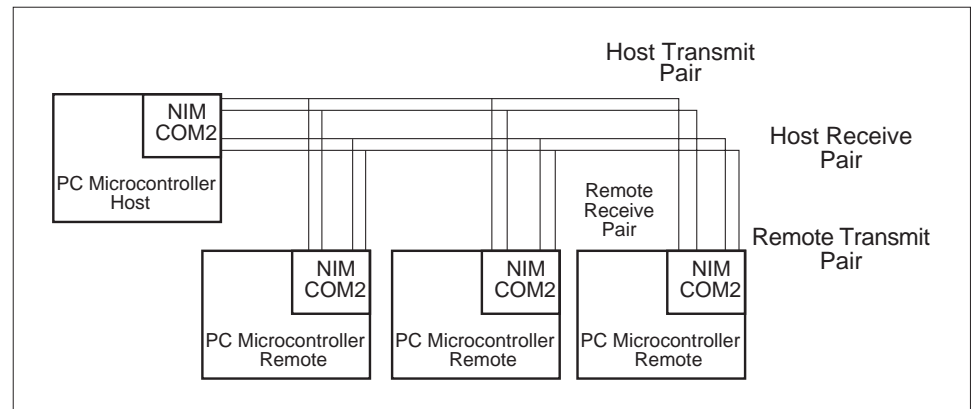 Host Transmit
Pair
NIM
COM2
Host Receive
Pair
PC Microcontroller
Host
Remote
Receive
Pair
Remote Transmit
Pair
NIM
COM2
NIM
COM2
NIM
COM2
PC Microcontroller
Remote
PC Microcontroller
Remote
PC Microcontroller
Remote